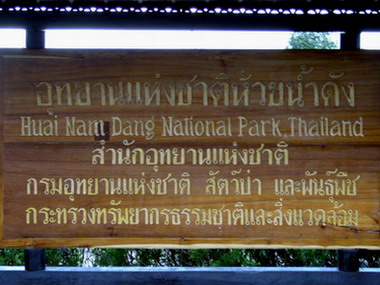 อุทยานแห่งชาติห้วยน้ำดัง
Huai Nam Dang National Park, Thailand
สำนักอุทยานแห่งชาติ
กรมอุทยานแห่งชาติ สัตว์ป่า และพันธุ์พืช
กระทรวงทรัพยากรธรรมชาติและสิ่งแวดล้อม